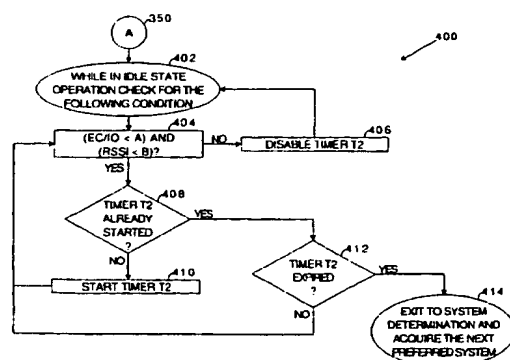 350
A
400
402
WHILE IN IDLE STATE
OPERATION CHECK FOR THE
FOLLOWING CONDITION
404
(EC/IO < A) AND
(RSSI < B)?
NO
406
DISABLE TIMER T2
YES
408
TIMER T2
ALREADY
STARTED
?
YES
NO
410
START TIMER T2
412
TIMER T2
EXPIRED
?
YES
NO
414
EXIT TO SYSTEM
DETERMINATION AND
ACQUIRE THE NEXT
PREFERRED SYSTEM